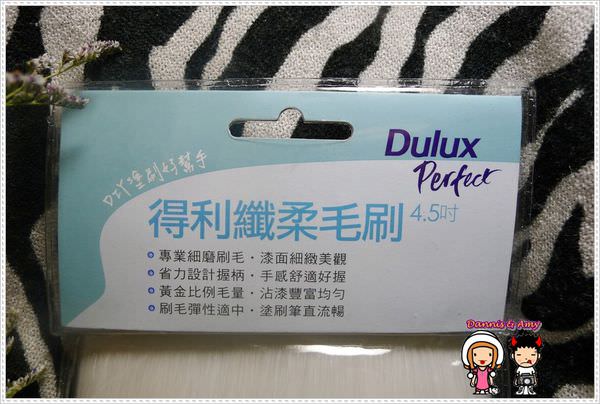 Dulux
Perfect
DIY塗刷好幫手
得利纖柔毛刷 4.5吋
• 專業細磨刷毛・漆面細緻美觀
• 省力設計握柄・手感舒適好握
• 黃金比例毛量・沾漆豐富均勻
• 刷毛彈性適中・塗刷筆直流暢
Dannis & Amy